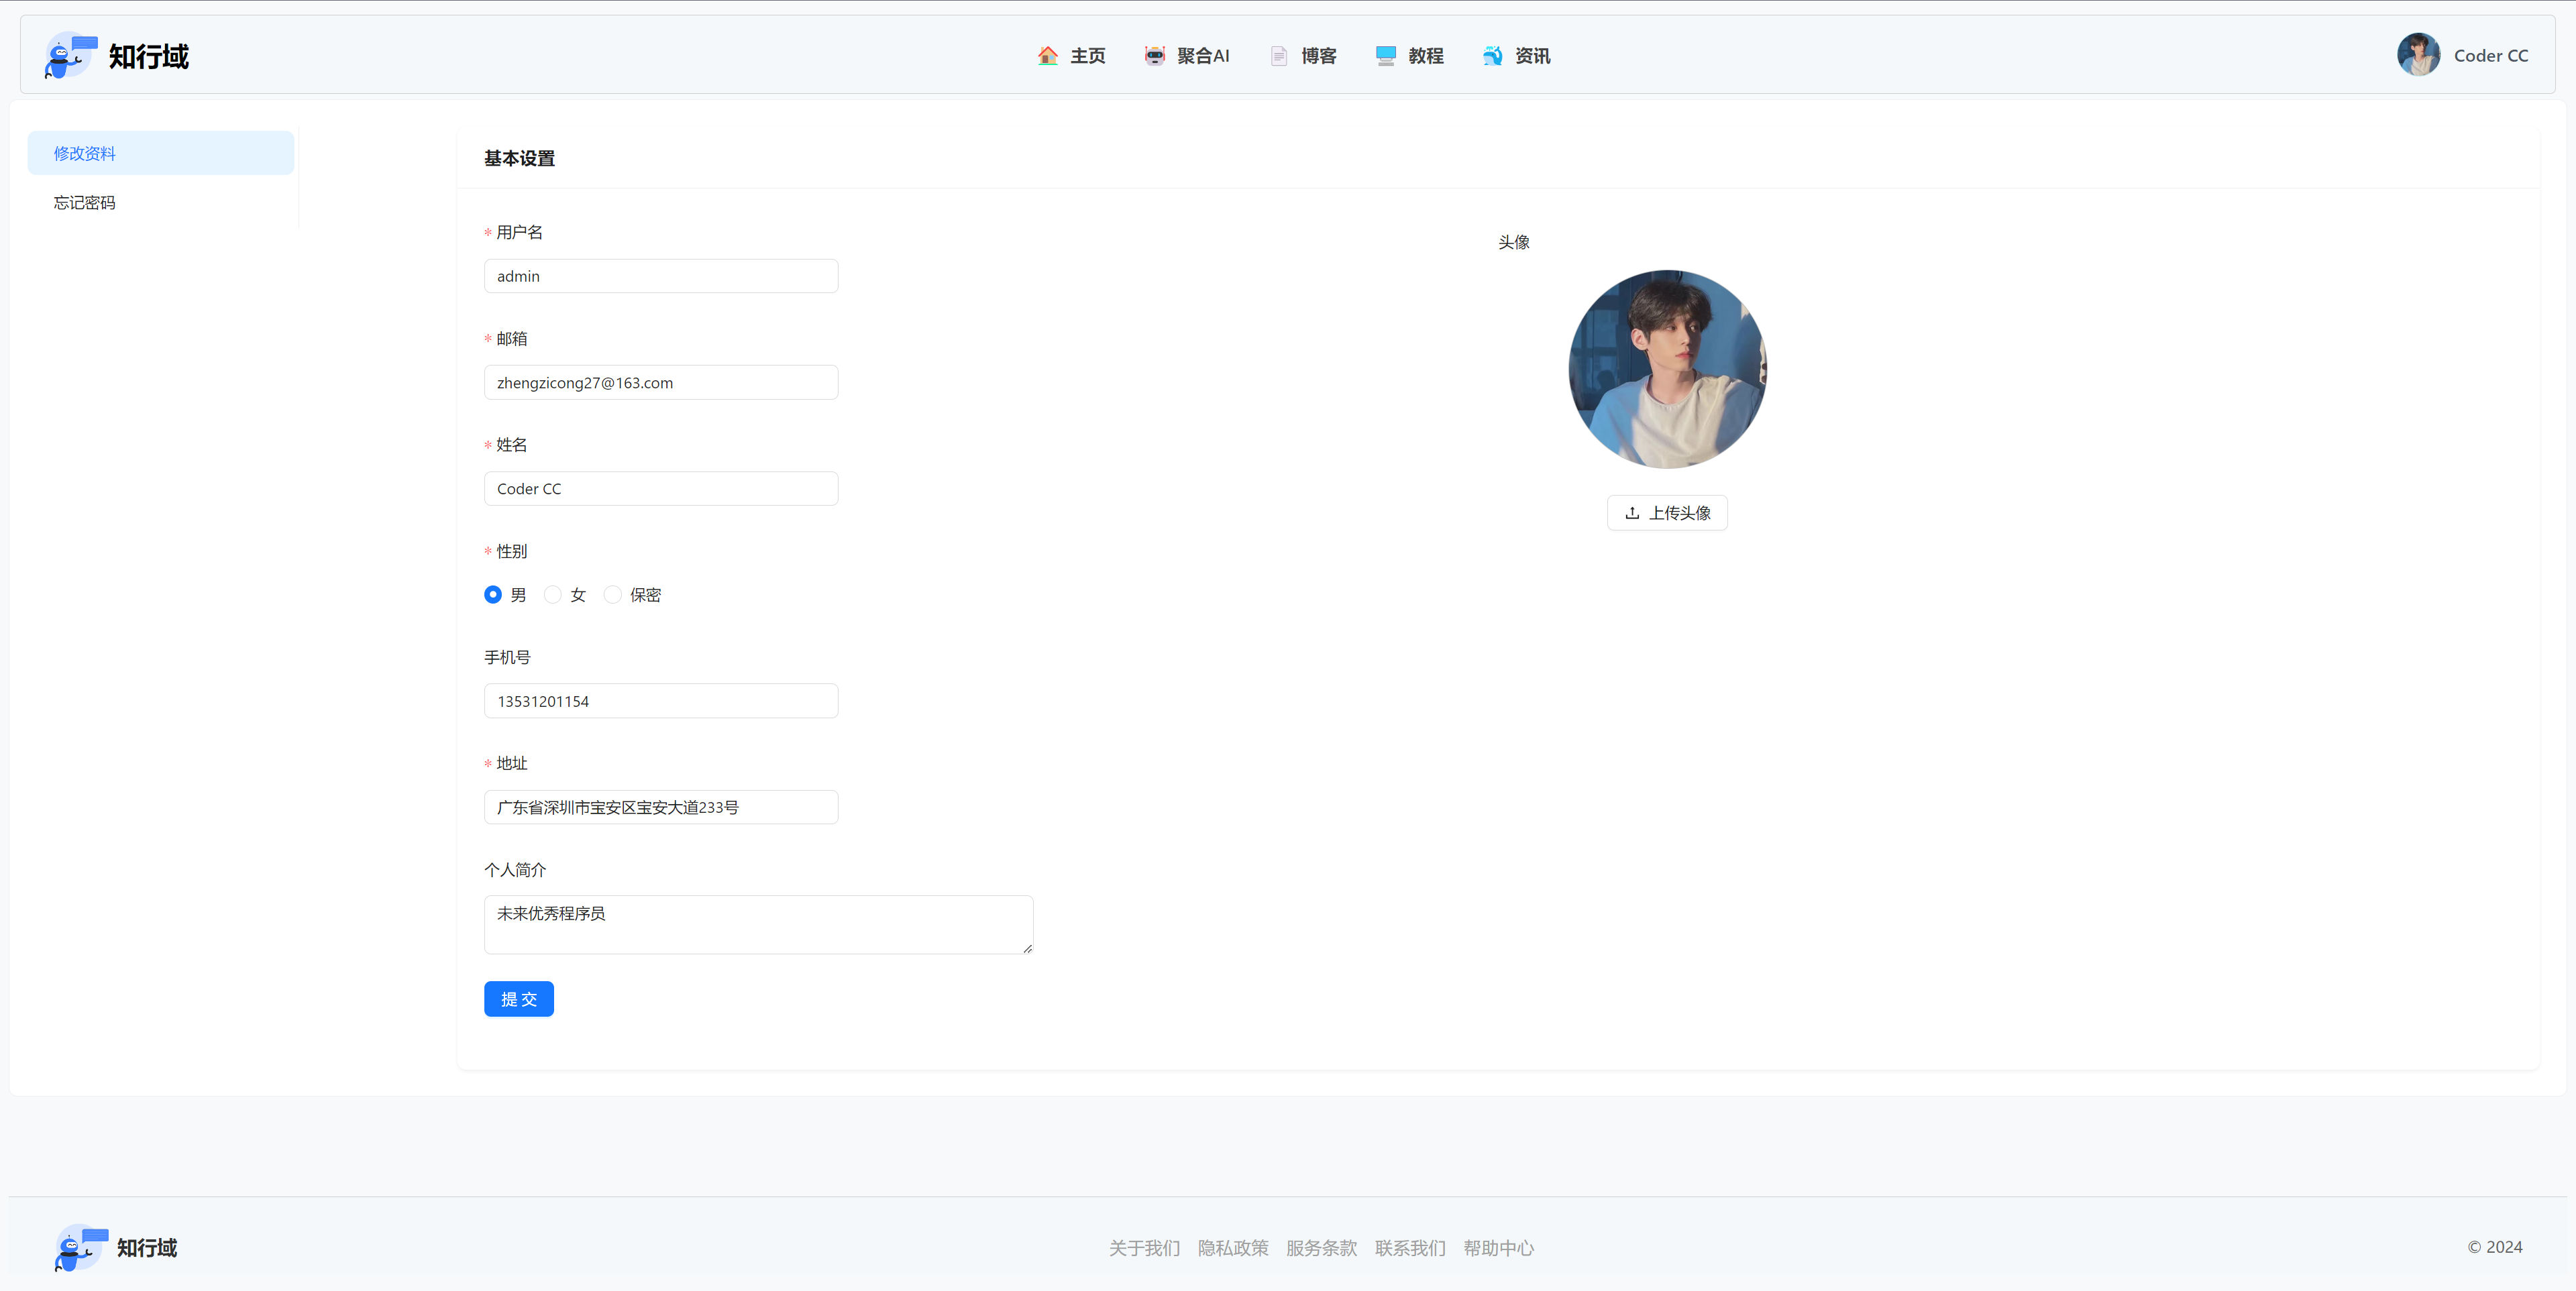 知行域
主页 聚合AI 博客 教程 资讯
Coder CC
修改资料
忘记密码
基本设置
* 用户名
admin
* 邮箱
zhengzicong27@163.com
* 姓名
Coder CC
* 性别
男 女 保密
手机号
13531201154
* 地址
广东省深圳市宝安区宝安大道233号
个人简介
未来优秀程序员
提 交
头像
上传头像
知行域
关于我们 隐私政策 服务条款 联系我们 帮助中心
© 2024